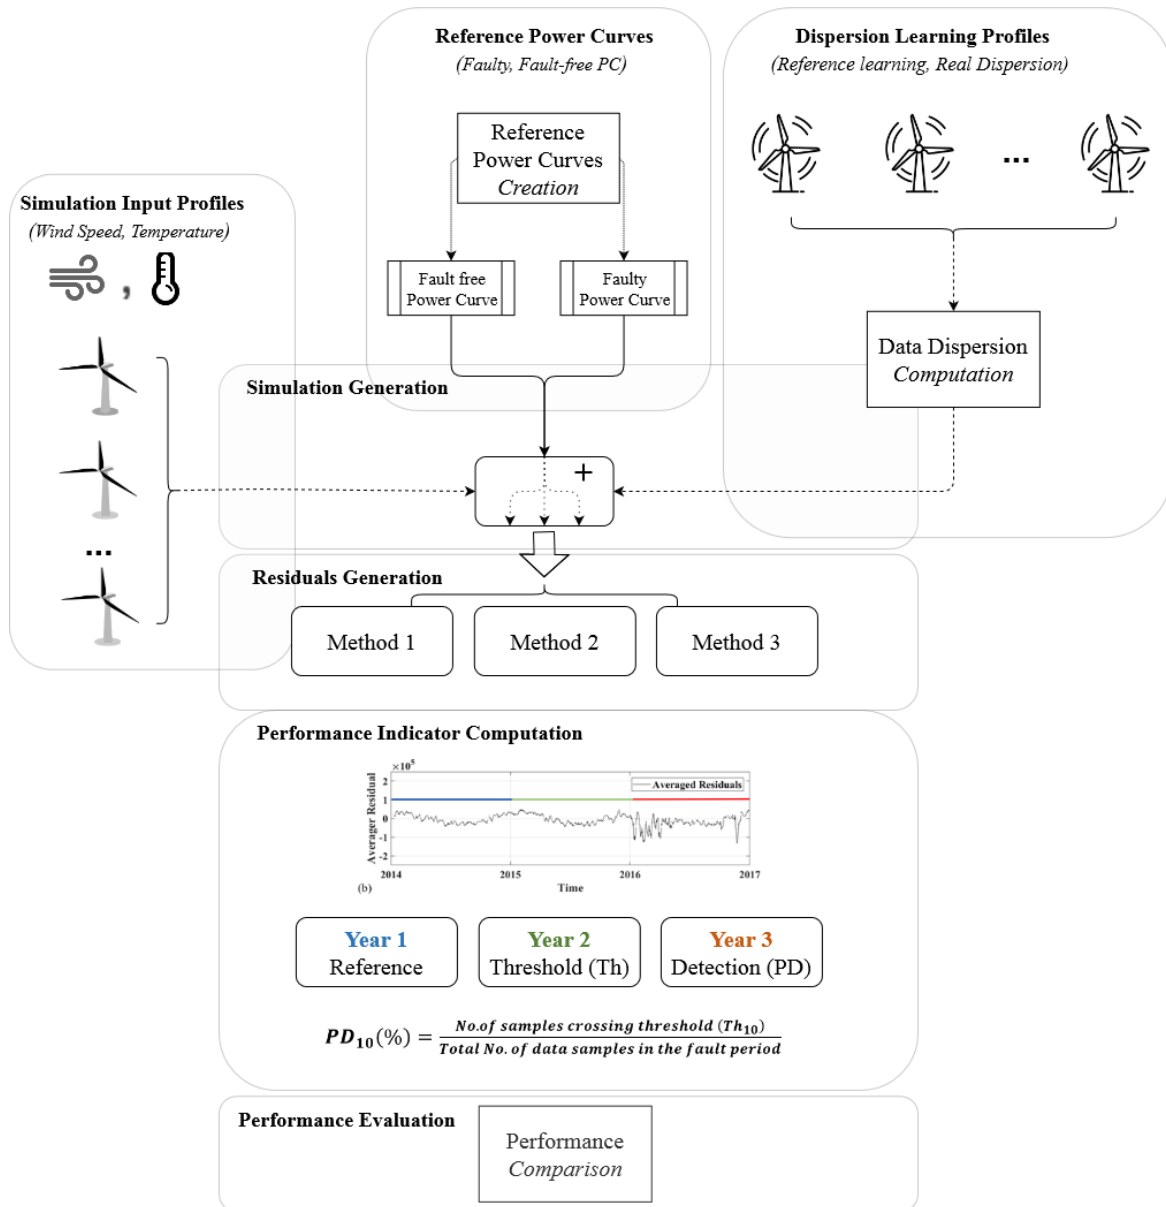 Reference Power Curves
(Faulty, Fault-free PC)
Dispersion Learning Profiles
(Reference learning, Real Dispersion)
Reference
Power Curves
Creation
...
Simulation Input Profiles
(Wind Speed, Temperature)
,
Fault free
Power Curve
Faulty
Power Curve
Data Dispersion
Computation
Simulation Generation
+
...
Residuals Generation
Method 1
Method 2
Method 3
Performance Indicator Computation
×10⁵
Averager Residual
2
1
0
-1
-2
Averaged Residuals
2014
2015
2016
2017
(b)
Time
Year 1
Reference
Year 2
Threshold (Th)
Year 3
Detection (PD)
PD₁₀(%) = No.of samples crossing threshold (Th₁₀)
Total No. of data samples in the fault period
Performance Evaluation
Performance
Comparison